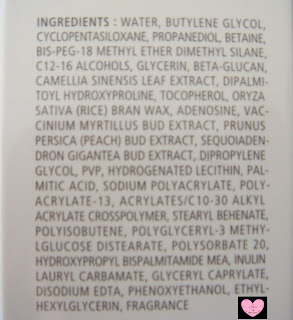 INGREDIENTS : WATER, BUTYLENE GLYCOL,
CYCLOPENTASILOXANE, PROPANEDIOL, BETAINE,
BIS-PEG-18 METHYL ETHER DIMETHYL SILANE,
C12-16 ALCOHOLS, GLYCERIN, BETA-GLUCAN,
CAMELLIA SINENSIS LEAF EXTRACT, DIPALMI-
TOYL HYDROXYPROLINE, TOCOPHEROL, ORYZA
SATIVA (RICE) BRAN WAX, ADENOSINE, VAC-
CINIUM MYRTILLUS BUD EXTRACT, PRUNUS
PERSICA (PEACH) BUD EXTRACT, SEQUOIADEN-
DRON GIGANTEA BUD EXTRACT, DIPROPYLENE
GLYCOL, PVP, HYDROGENATED LECITHIN, PAL-
MITIC ACID, SODIUM POLYACRYLATE, POLY-
ACRYLATE-13, ACRYLATES/C10-30 ALKYL
ACRYLATE CROSSPOLYMER, STEARYL BEHENATE,
POLYISOBUTENE, POLYGLYCERYL-3 METHY-
LGLUCOSE DISTEARATE, POLYSORBATE 20,
HYDROXYPROPYL BISPALMITAMIDE MEA, INULIN
LAURYL CARBAMATE, GLYCERYL CAPRYLATE,
DISODIUM EDTA, PHENOXYETHANOL, ETHYL-
HEXYLGLYCERIN, FRAGRANCE